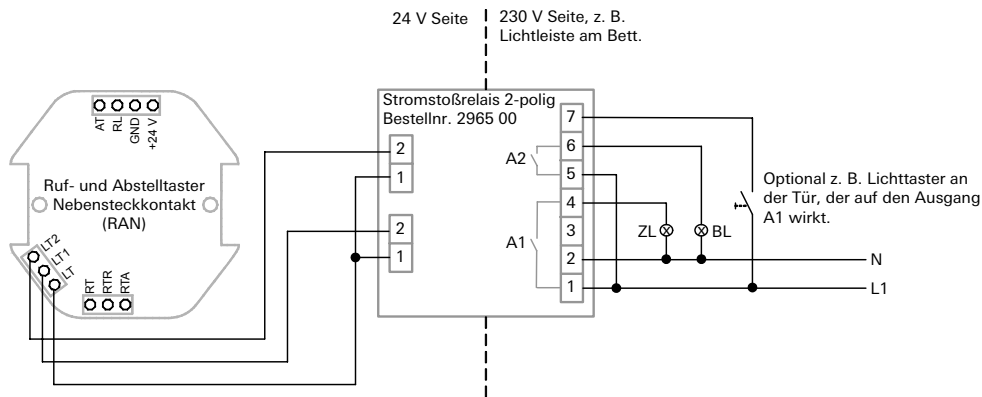 24 V Seite
230 V Seite, z. B.
Lichtleiste am Bett.
Stromstoßrelais 2-polig
Bestellnr. 2965 00
AT
RL
GND
+24 V
Ruf- und Abstelltaster
Nebensteckkontakt
(RAN)
LT2
LT1
LT
RT
RTR
RTA
2
1
2
1
A2
A1
7
6
5
4
3
2
1
ZL
BL
Optional z. B. Lichttaster an
der Tür, der auf den Ausgang
A1 wirkt.
N
L1